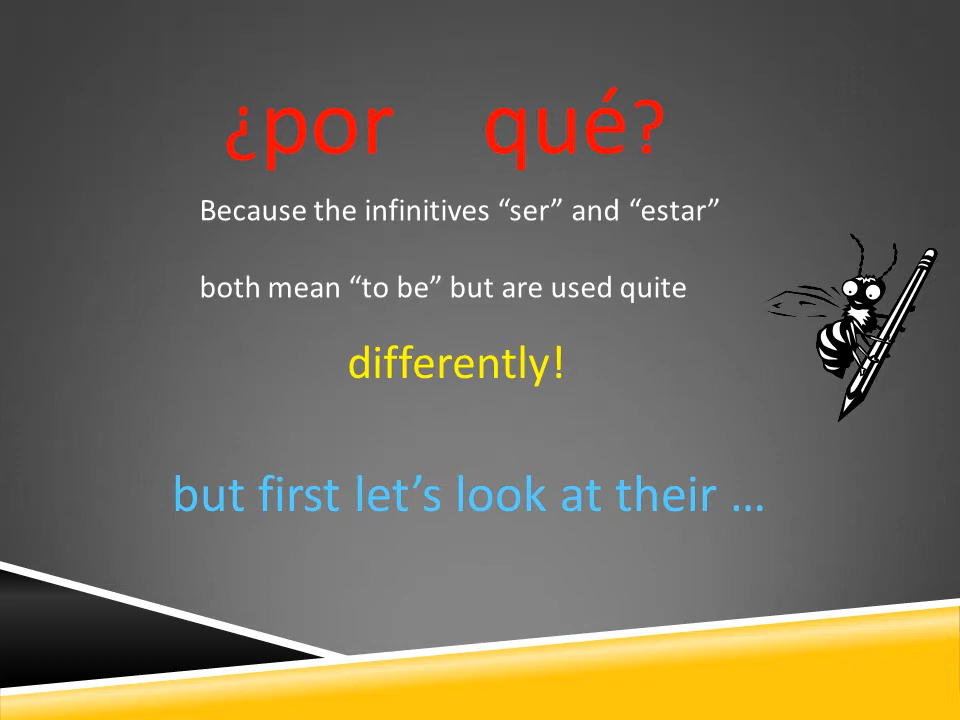 ¿por qué?
Because the infinitives “ser” and “estar”
both mean “to be” but are used quite
differently!
but first let’s look at their …